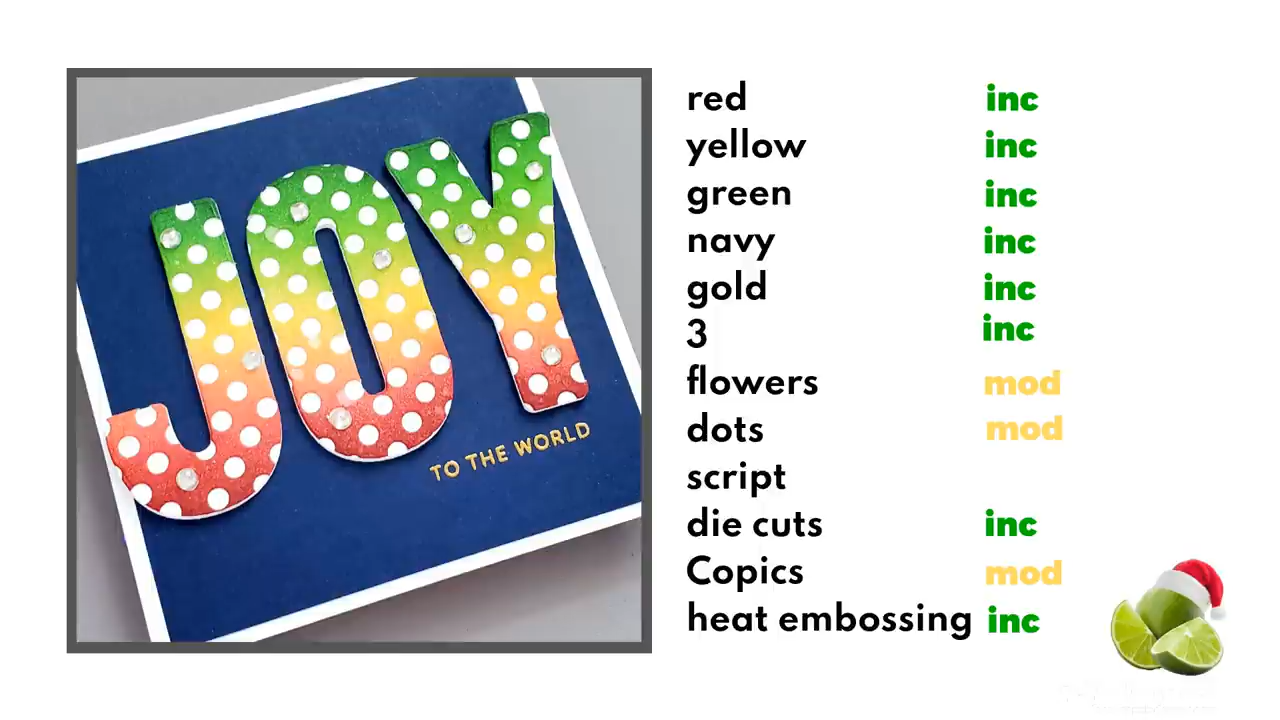 JOY
TO THE WORLD
red inc
yellow inc
green inc
navy inc
gold inc
3 inc
flowers mod
dots mod
script
die cuts inc
Copics mod
heat embossing inc